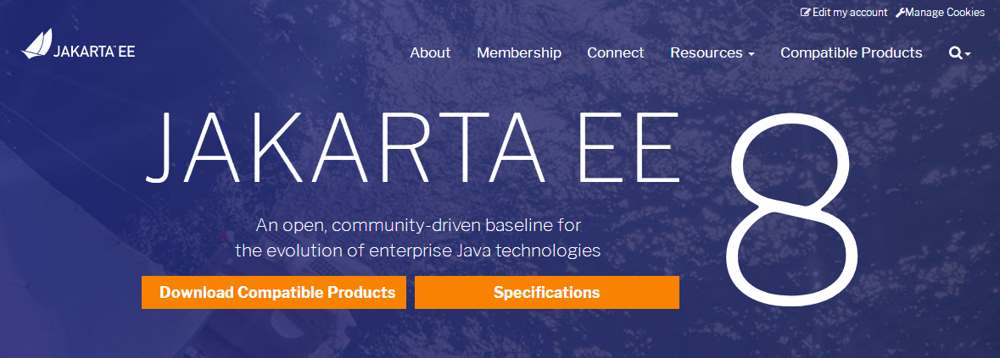 Edit my account Manage Cookies
JAKARTA™ EE
About Membership Connect Resources Compatible Products
JAKARTA EE 8
An open, community-driven baseline for
the evolution of enterprise Java technologies
Download Compatible Products Specifications